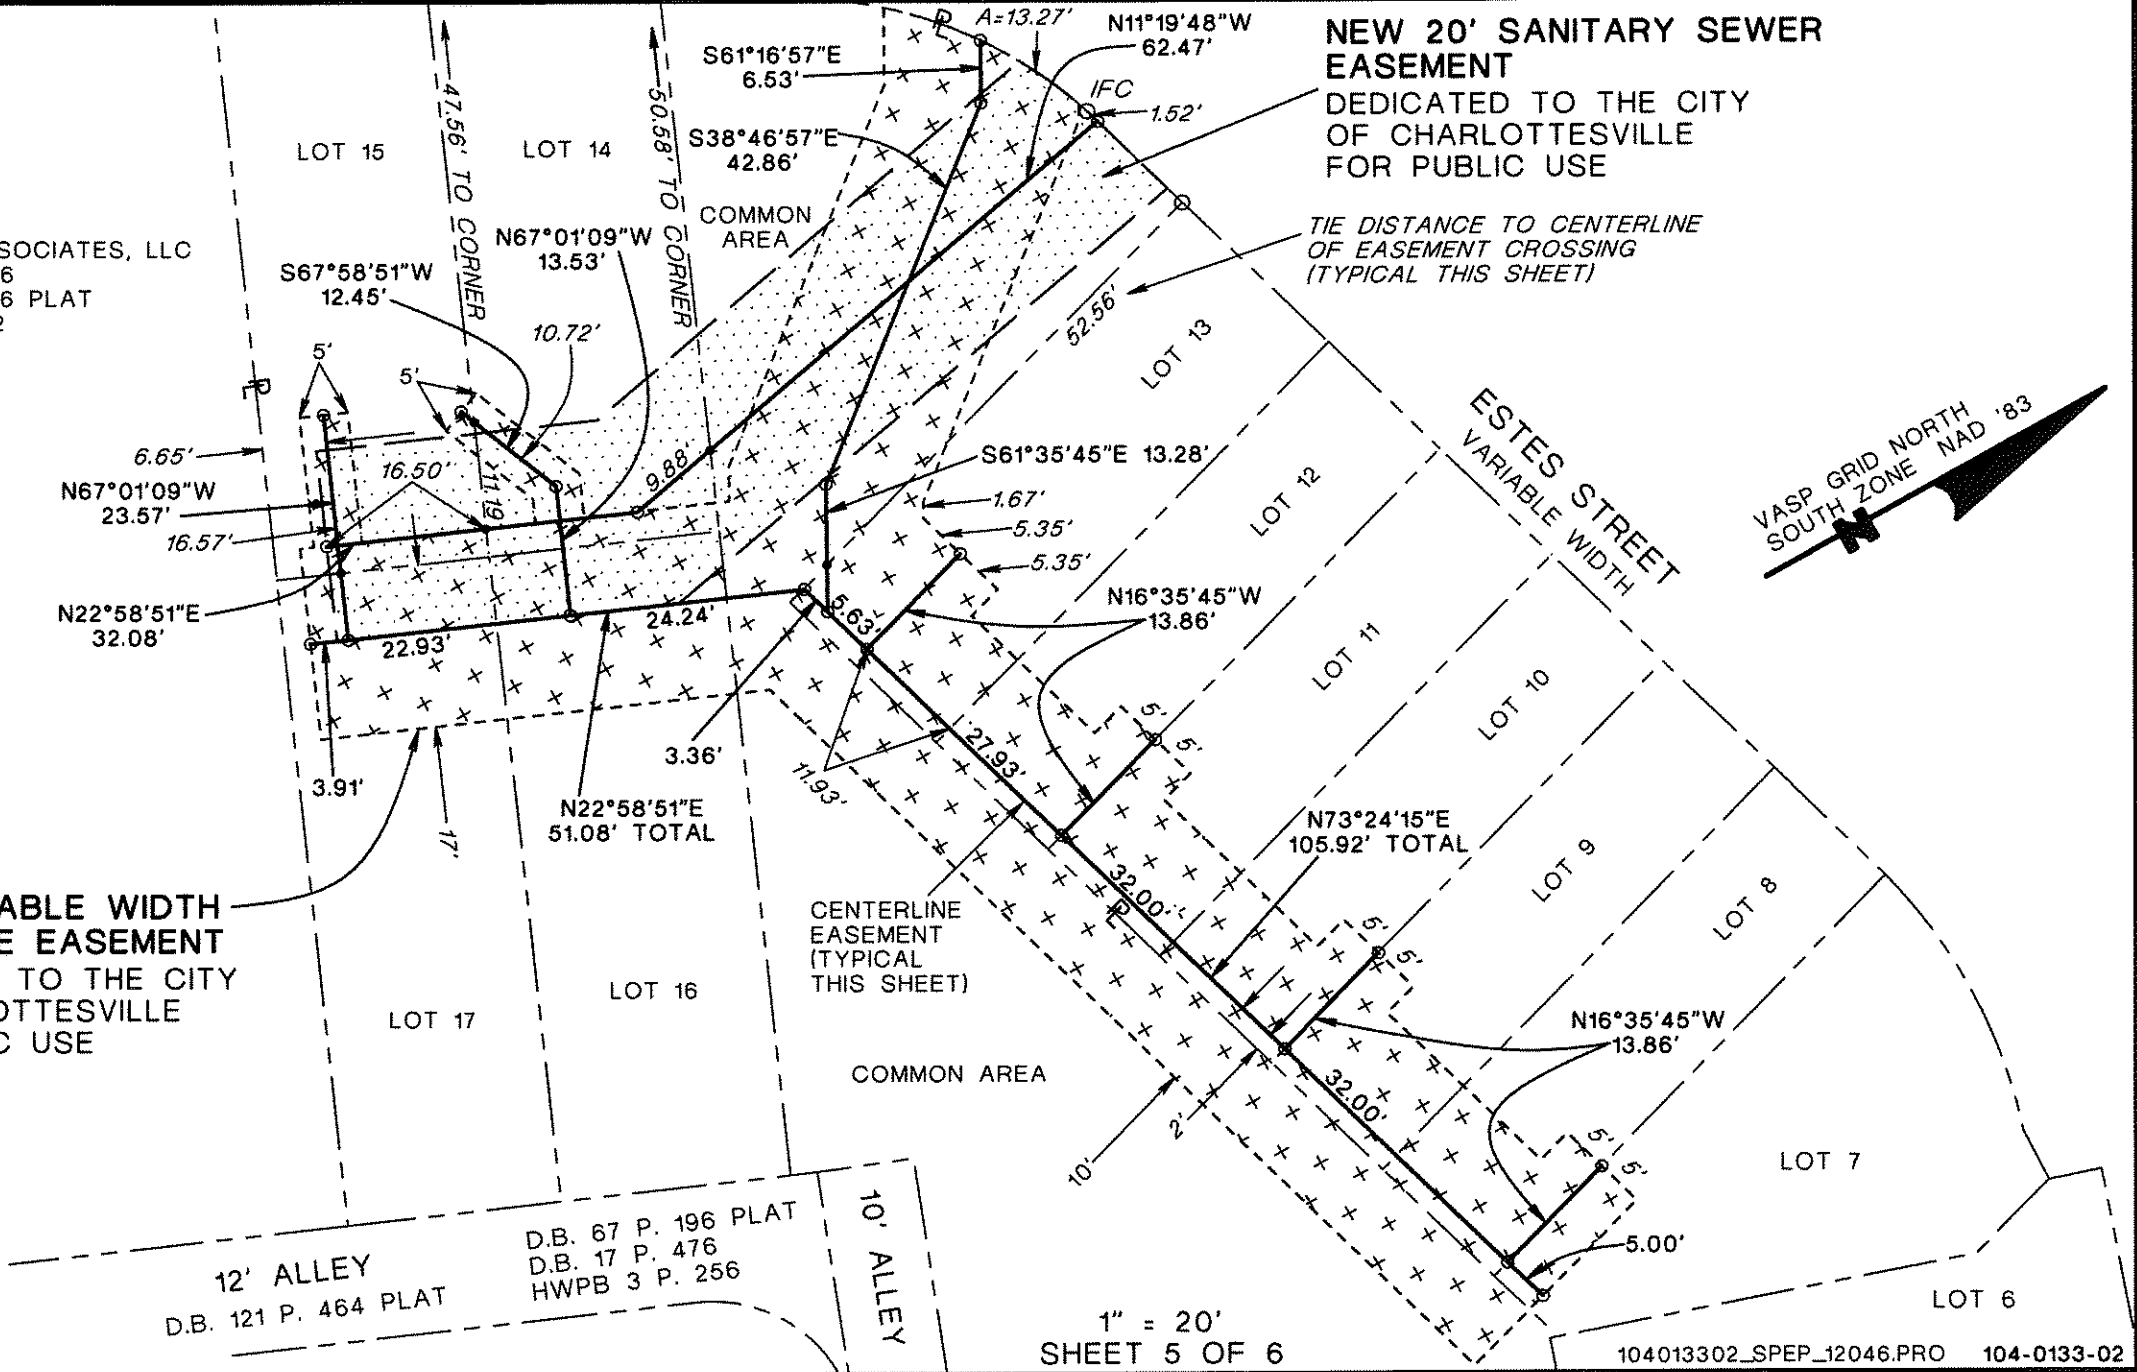 S61°16'57"E
6.53'
A=13.27'
N11°19'48"W
62.47'
IFC
1.52'
NEW 20' SANITARY SEWER
EASEMENT
DEDICATED TO THE CITY
OF CHARLOTTESVILLE
FOR PUBLIC USE
TIE DISTANCE TO CENTERLINE
OF EASEMENT CROSSING
(TYPICAL THIS SHEET)
LOT 15
47.56' TO CORNER
LOT 14
50.58' TO CORNER
S38°46'57"E
42.86'
COMMON
AREA
SOCIATES, LLC
6
6 PLAT
2
S67°58'51"W
12.45'
N67°01'09"W
13.53'
10.72'
5'
5'
PL
PL
6.65'
N67°01'09"W
23.57'
16.57'
16.50'
11.19
9.88'
N22°58'51"E
32.08'
22.93'
24.24'
3.91'
17'
N22°58'51"E
51.08' TOTAL
3.36'
5.63'
11.93'
S61°35'45"E 13.28'
1.67'
5.35'
5.35'
52.56'
N16°35'45"W
13.86'
27.93'
5'
5'
32.00'
PL
N73°24'15"E
105.92' TOTAL
5'
5'
N16°35'45"W
13.86'
32.00'
5'
5'
5.00'
2'
10'
LOT 13
LOT 12
LOT 11
LOT 10
LOT 9
LOT 8
LOT 7
LOT 6
ESTES STREET
VARIABLE WIDTH
VASP GRID NORTH
SOUTH ZONE NAD '83
N
ABLE WIDTH
E EASEMENT
TO THE CITY
OTTESVILLE
C USE
CENTERLINE
EASEMENT
(TYPICAL
THIS SHEET)
LOT 17
LOT 16
COMMON AREA
12' ALLEY
D.B. 121 P. 464 PLAT
D.B. 67 P. 196 PLAT
D.B. 17 P. 476
HWPB 3 P. 256
10' ALLEY
1" = 20'
SHEET 5 OF 6
104013302_SPEP_12046.PRO 104-0133-02